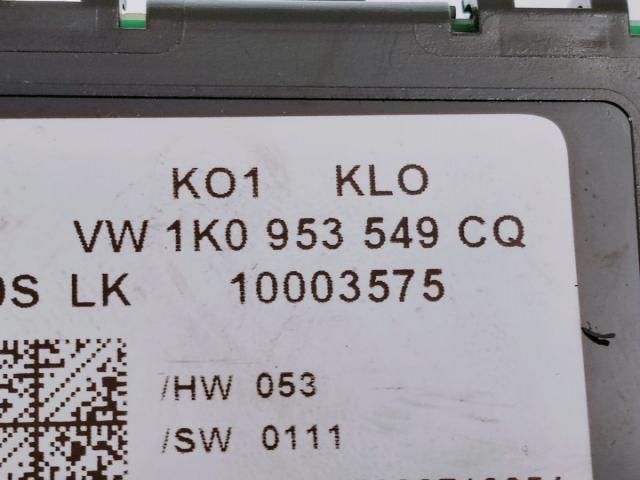 KO1 KLO
VW 1K0 953 549 CQ
LK 10003575
/HW 053
/SW 0111